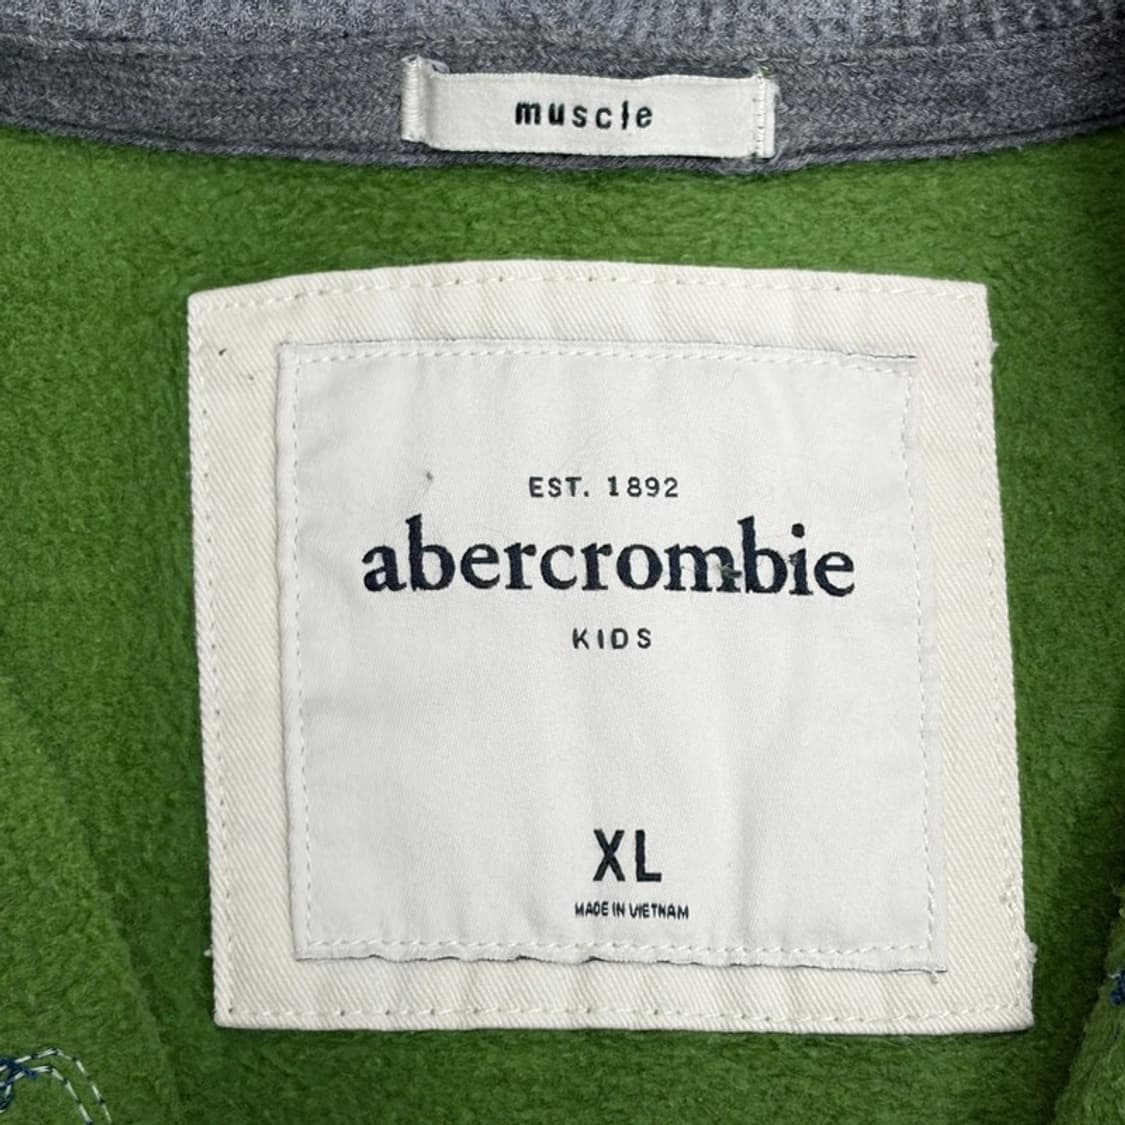 muscle
EST. 1892
abercrombie
KIDS
XL
MADE IN VIETNAM